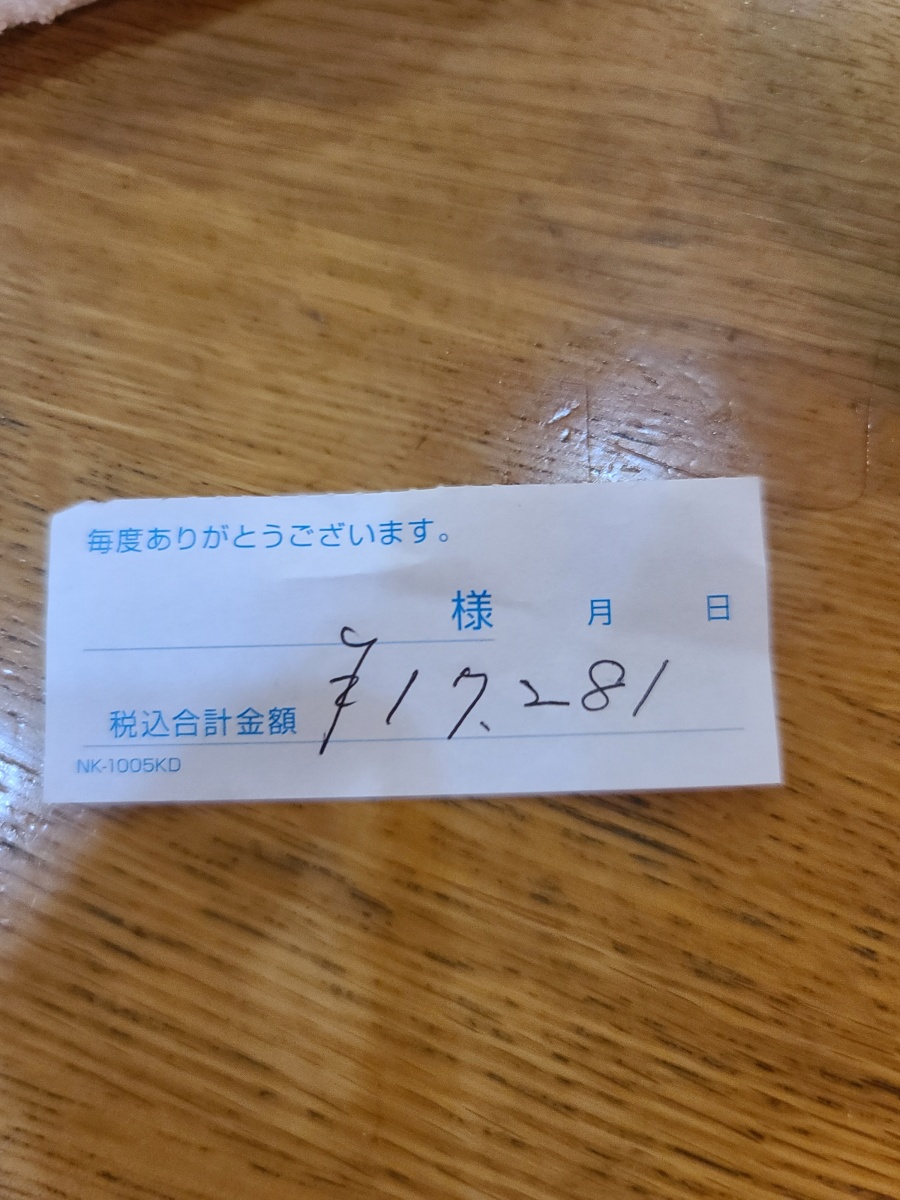 毎度ありがとうございます。
様 月 日
税込合計金額 ¥17,281
NK-1005KD